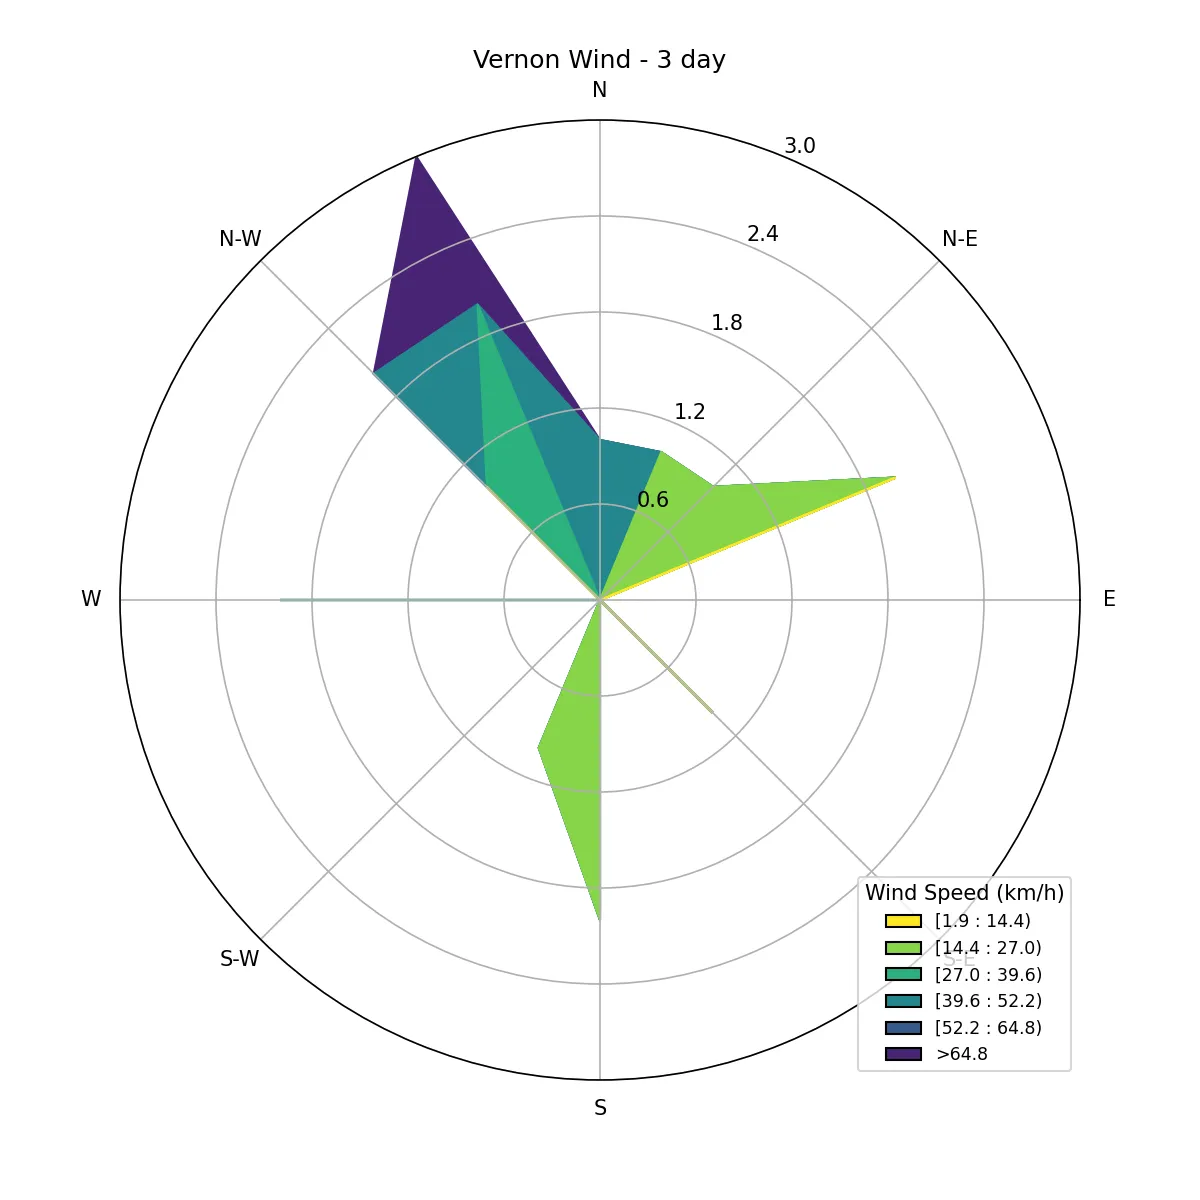 Vernon Wind - 3 day
N
3.0
N-W
2.4
N-E
1.8
1.2
0.6
W
E
Wind Speed (km/h)
[1.9 : 14.4)
[14.4 : 27.0)
S-W
S-E
[27.0 : 39.6)
[39.6 : 52.2)
[52.2 : 64.8)
>64.8
S